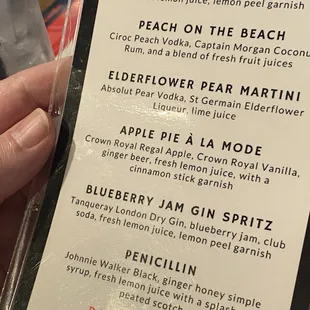 juice, lemon peel garnish
PEACH ON THE BEACH
Ciroc Peach Vodka, Captain Morgan Coconut
Rum, and a blend of fresh fruit juices
ELDERFLOWER PEAR MARTINI
Absolut Pear Vodka, St Germain Elderflower
Liqueur, lime juice
APPLE PIE À LA MODE
Crown Royal Regal Apple, Crown Royal Vanilla,
ginger beer, fresh lemon juice, with a
cinnamon stick garnish
BLUEBERRY JAM GIN SPRITZ
Tanqueray London Dry Gin, blueberry jam, club
soda, fresh lemon juice, lemon peel garnish
PENICILLIN
Johnnie Walker Black, ginger honey simple
syrup, fresh lemon juice with a splash
peated scotch